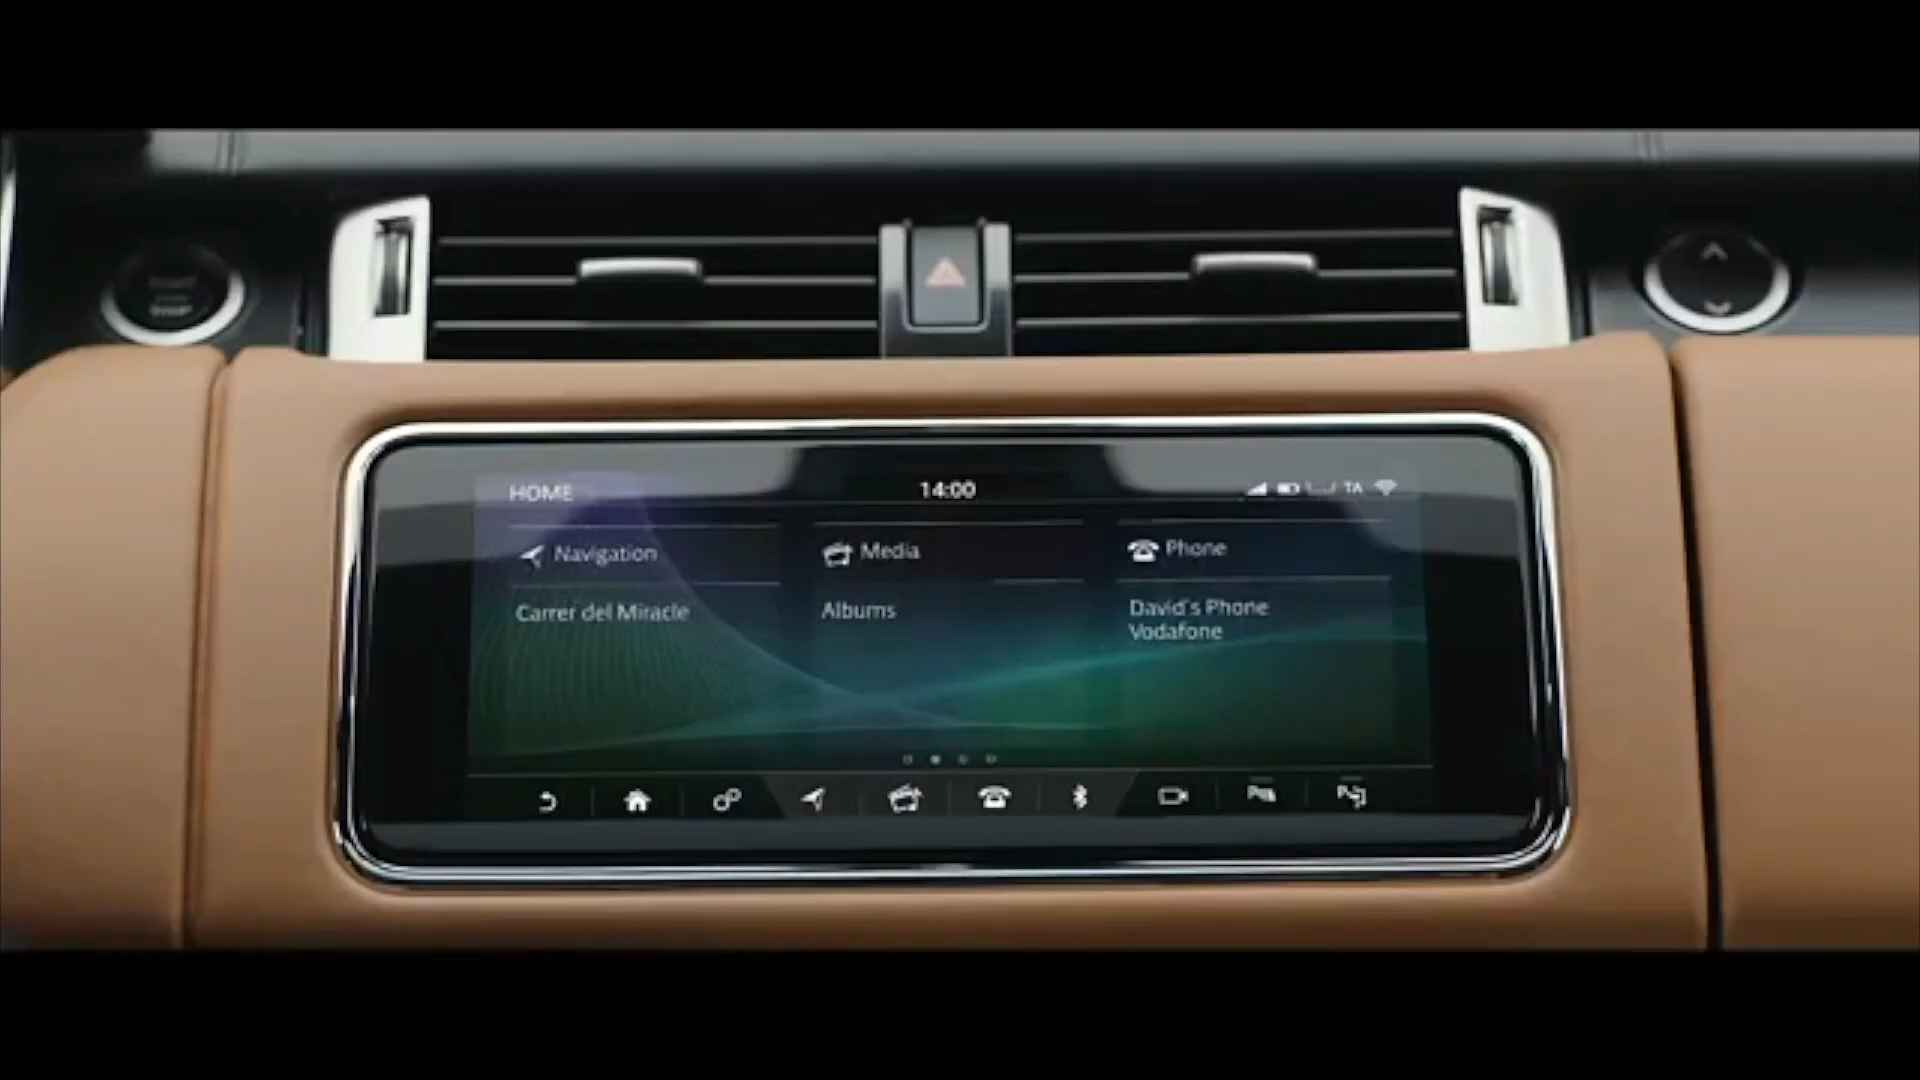 HOME 14:00 TA
Navigation Media Phone
Carrer del Miracle Albums David's Phone
Vodafone